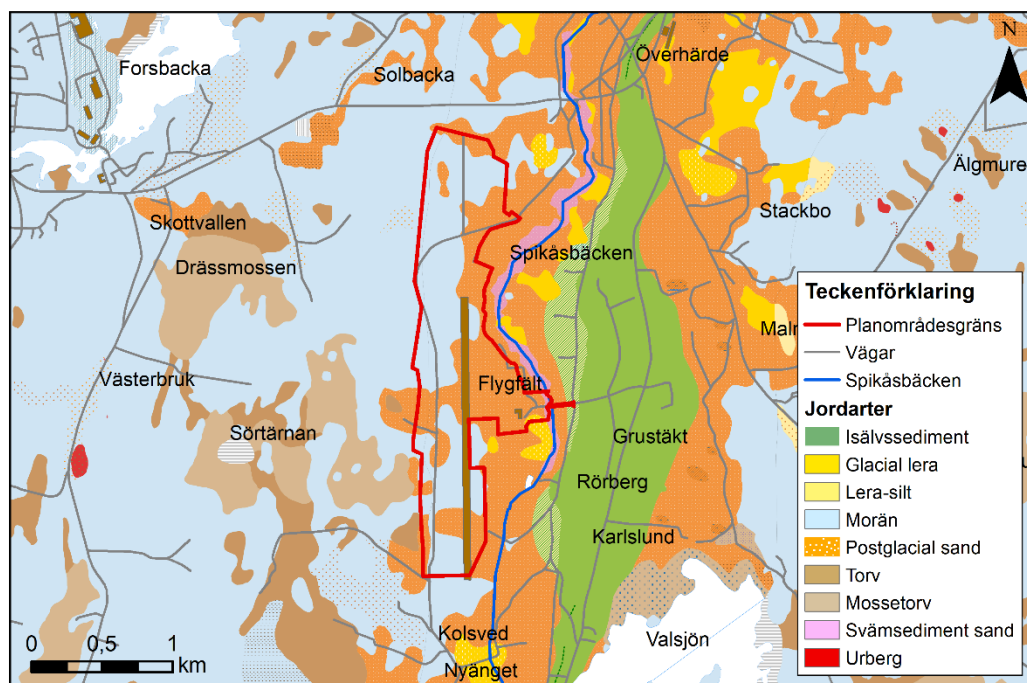 Forsbacka
Solbacka
Överhärde
N
Älgmure
Stackbo
Skottvallen
Drässmossen
Spikåsbäcken
Västerbruk
Flygfält
Sörtärnan
Grustäkt
Rörberg
Karlslund
Kolsved
Nyänget
Valsjön
Malr
0 0,5 1
km
Teckenförklaring
Planområdesgräns
Vägar
Spikåsbäcken
Jordarter
Isälvssediment
Glacial lera
Lera-silt
Morän
Postglacial sand
Torv
Mossetorv
Svämsediment sand
Urberg